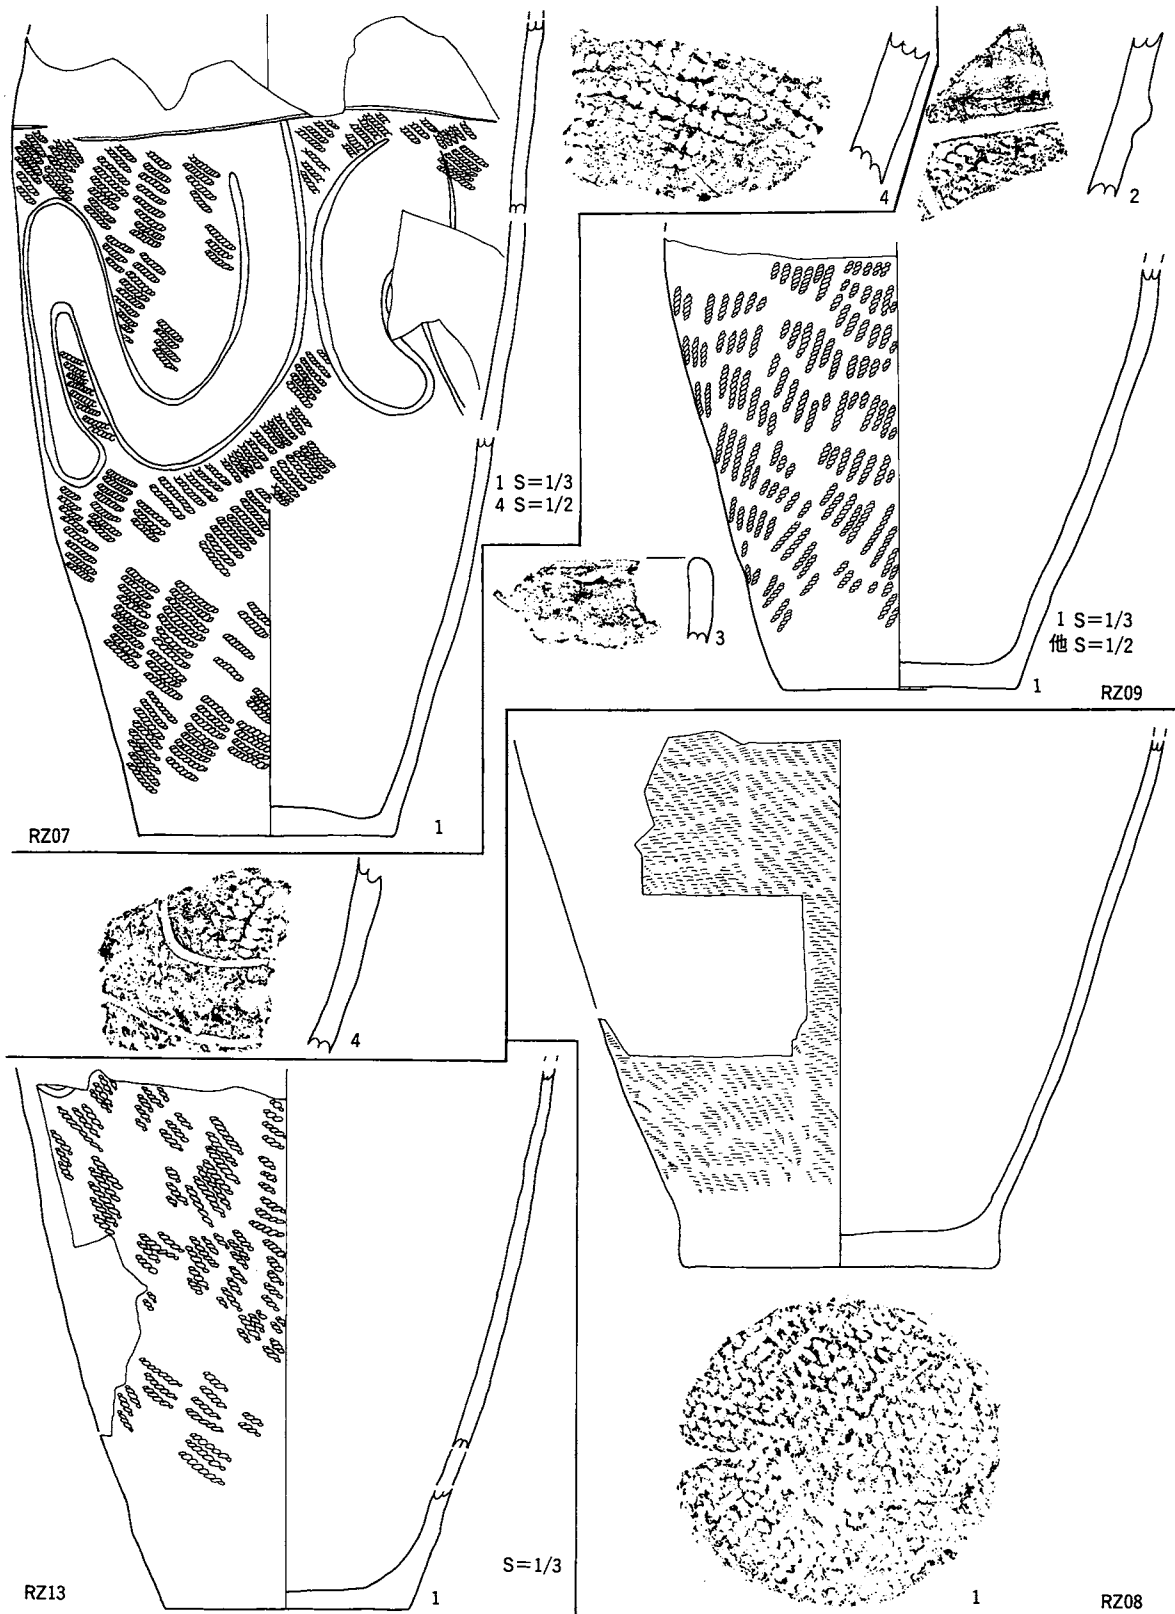 4
2
1 S=1/3
4 S=1/2
3
1 S=1/3
他 S=1/2
1
RZ09
RZ07
1
4
S=1/3
RZ13
1
1
RZ08